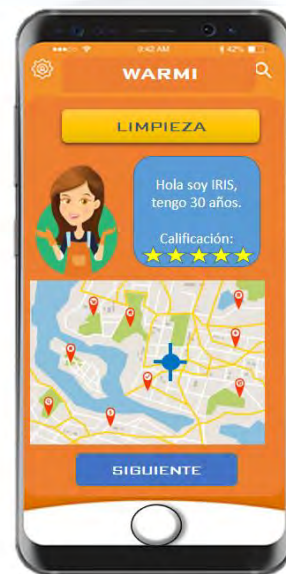 9:42 AM
42%
WARMI
LIMPIEZA
Hola soy IRIS,
tengo 30 años.
Calificación:
SIGUIENTE